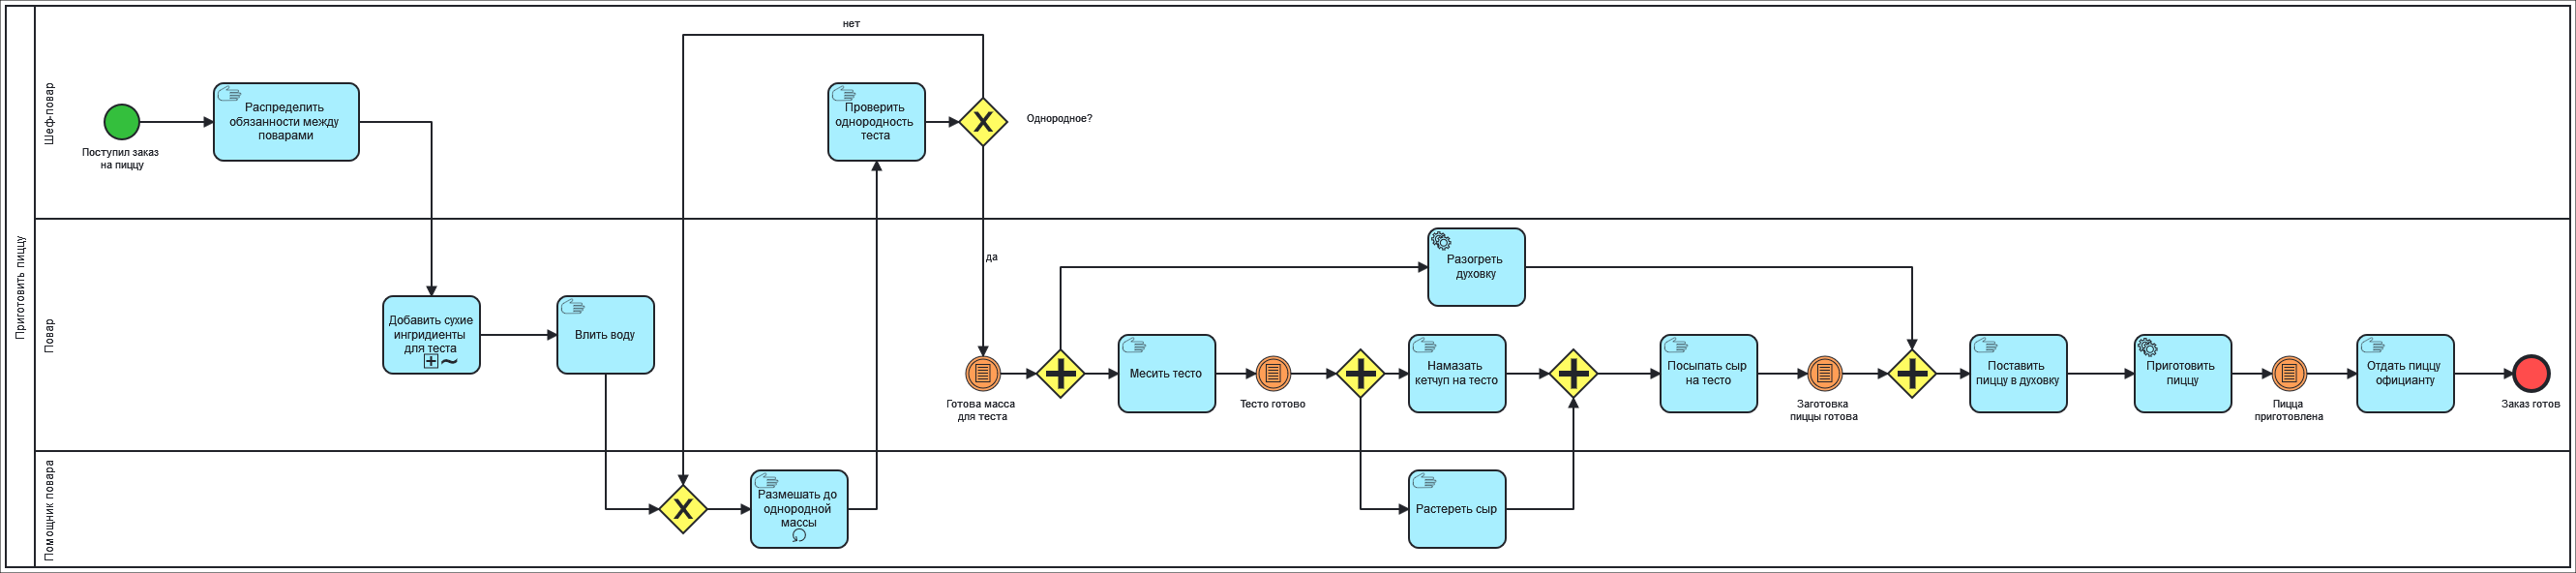 Приготовить пиццу
Шеф-повар
Поступил заказ
на пиццу
Распределить
обязанности между
поварами
Проверить
однородность
теста
нет
Однородное?
да
Повар
Добавить сухие
ингридиенты
для теста
Влить воду
Готова масса
для теста
Разогреть
духовку
Месить тесто
Тесто готово
Намазать
кетчуп на тесто
Посыпать сыр
на тесто
Заготовка
пиццы готова
Поставить
пиццу в духовку
Приготовить
пиццу
Пицца
приготовлена
Отдать пиццу
официанту
Заказ готов
Помощник повара
Размешать до
однородной
массы
Растереть сыр